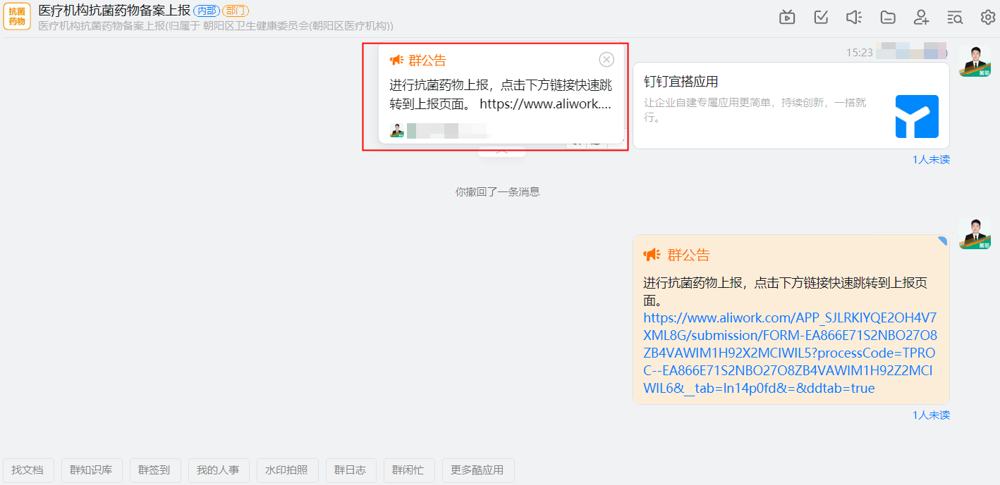 抗菌
药物
医疗机构抗菌药物备案上报 内部 部门
医疗机构抗菌药物备案上报(归属于 朝阳区卫生健康委员会(朝阳区医疗机构))
群公告
进行抗菌药物上报，点击下方链接快速跳
转到上报页面。 https://www.aliwork....
15:23
钉钉宜搭应用
让企业自建专属应用更简单，持续创新，一搭就
行。
1人未读
你撤回了一条消息
群公告
进行抗菌药物上报，点击下方链接快速跳转到上报页
面。
https://www.aliwork.com/APP_SJLRKIYQE2OH4V7
XML8G/submission/FORM-EA866E71S2NBO27O8
ZB4VAWIM1H92X2MCIWIL5?processCode=TPRO
C--EA866E71S2NBO27O8ZB4VAWIM1H92Z2MCI
WIL6&__tab=ln14p0fd&=&ddtab=true
1人未读
找文档 群知识库 群签到 我的人事 水印拍照 群日志 群闲忙 更多酷应用